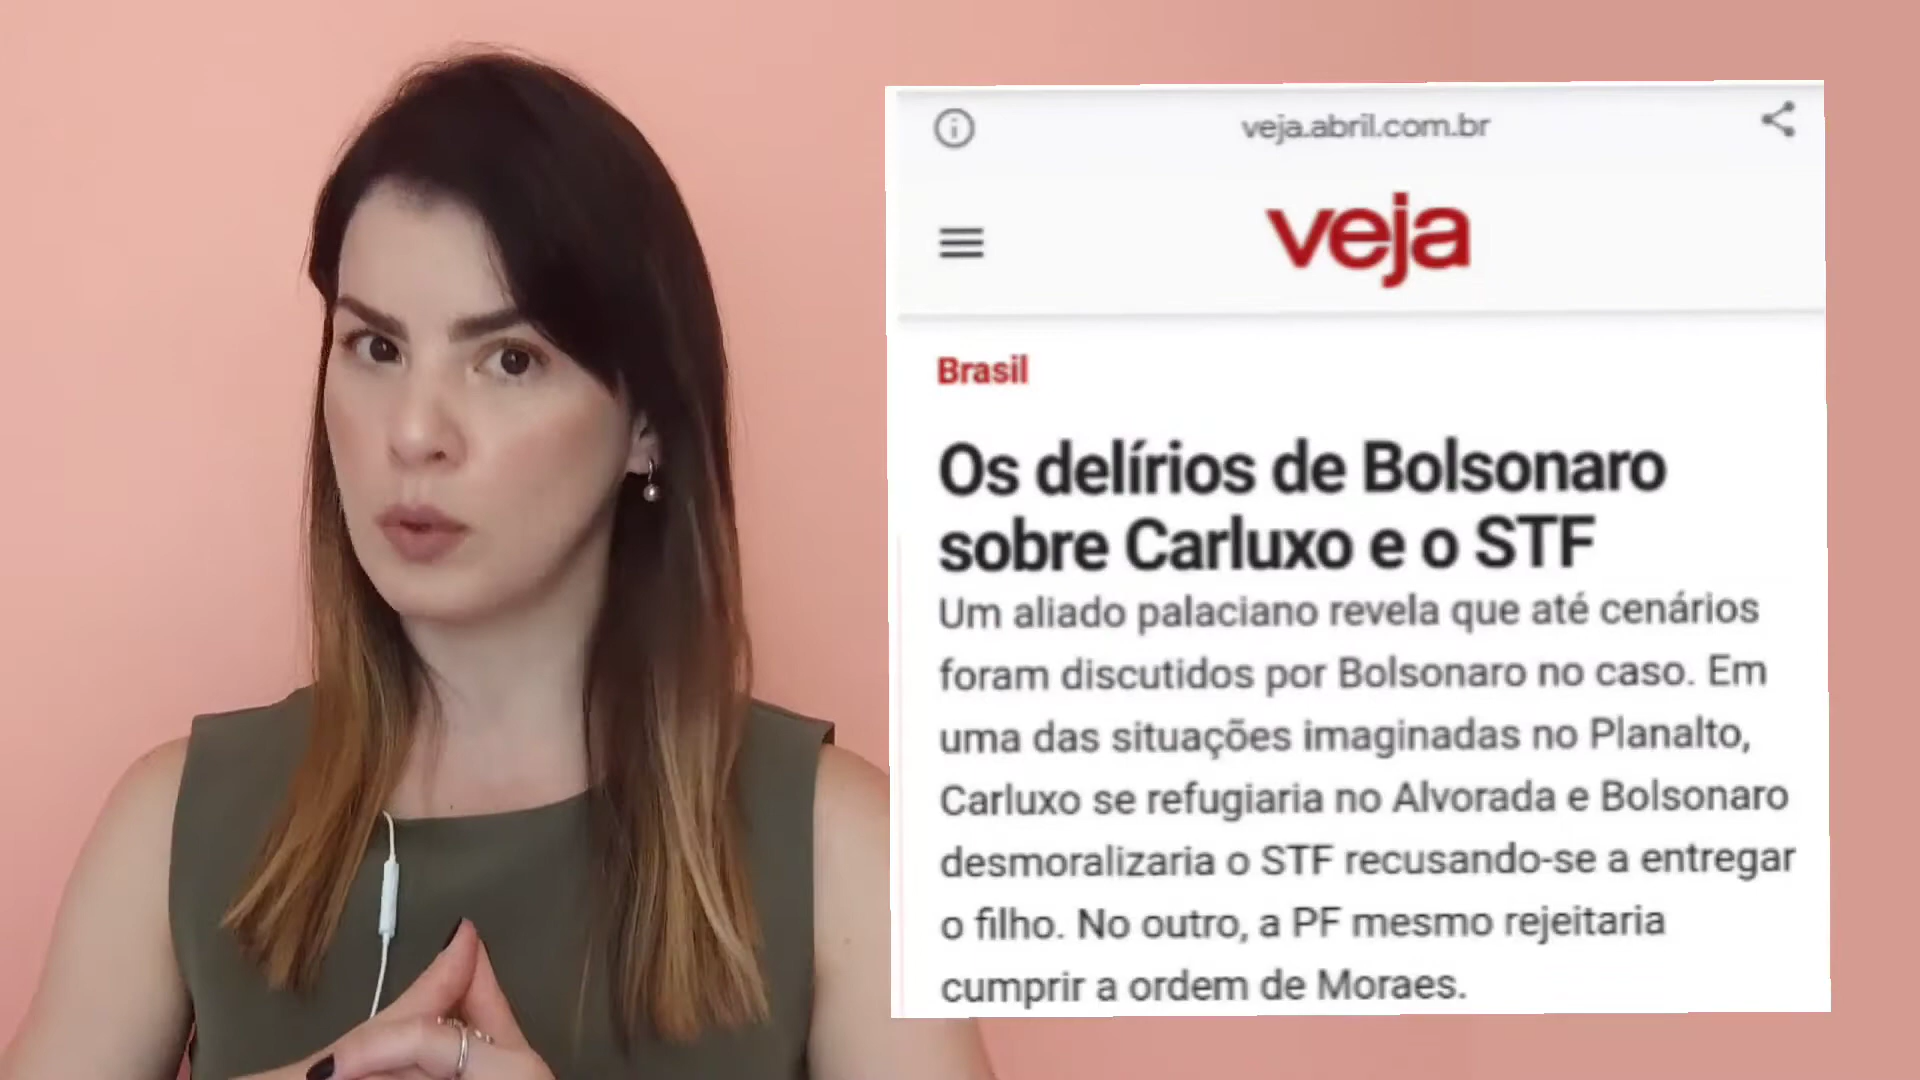 veja.abril.com.br
veja
Brasil
Os delírios de Bolsonaro
sobre Carluxo e o STF
Um aliado palaciano revela que até cenários
foram discutidos por Bolsonaro no caso. Em
uma das situações imaginadas no Planalto,
Carluxo se refugiaria no Alvorada e Bolsonaro
desmoralizaria o STF recusando-se a entregar
o filho. No outro, a PF mesmo rejeitaria
cumprir a ordem de Moraes.